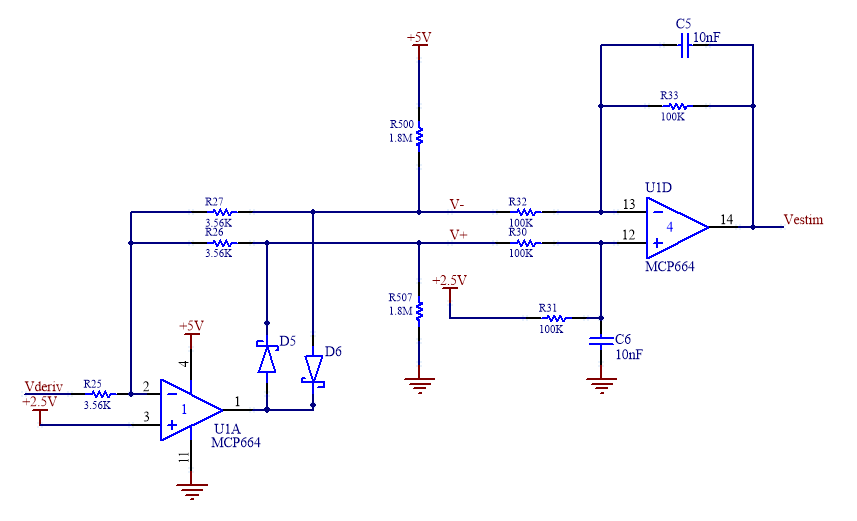 C5
10nF
+5V
R33
100K
R500
1.8M
U1D
R27
3.56K
V-
R32
100K
13
14
Vestim
4
R26
3.56K
V+
R30
100K
12
MCP664
+2.5V
R507
1.8M
R31
100K
+5V
D5
D6
C6
10nF
4
Vderiv
R25
3.56K
2
+2.5V
3
1
1
U1A
MCP664
11